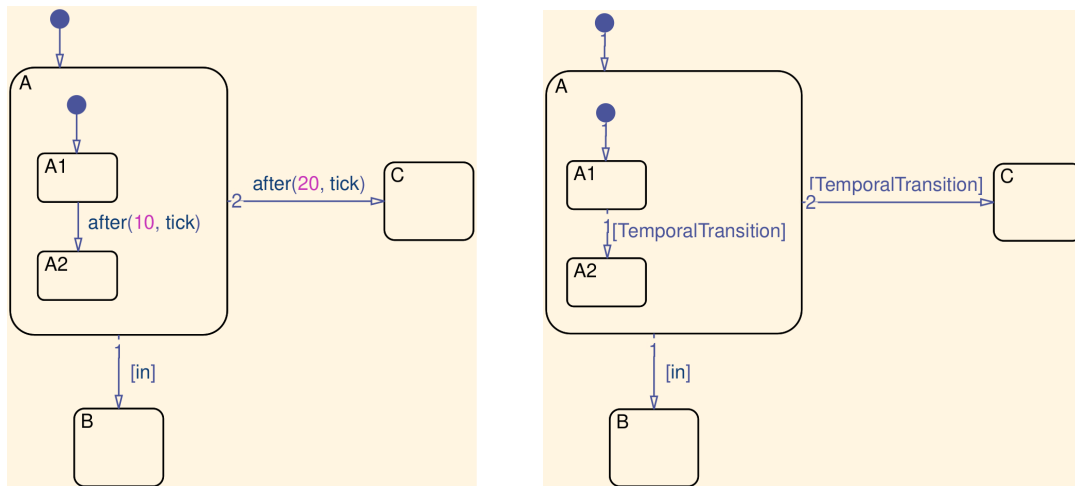 A
A1
after(10, tick)
A2
2
after(20, tick)
C
1
[in]
B
1
A
1
A1
1
[TemporalTransition]
A2
2
[TemporalTransition]
C
1
[in]
B